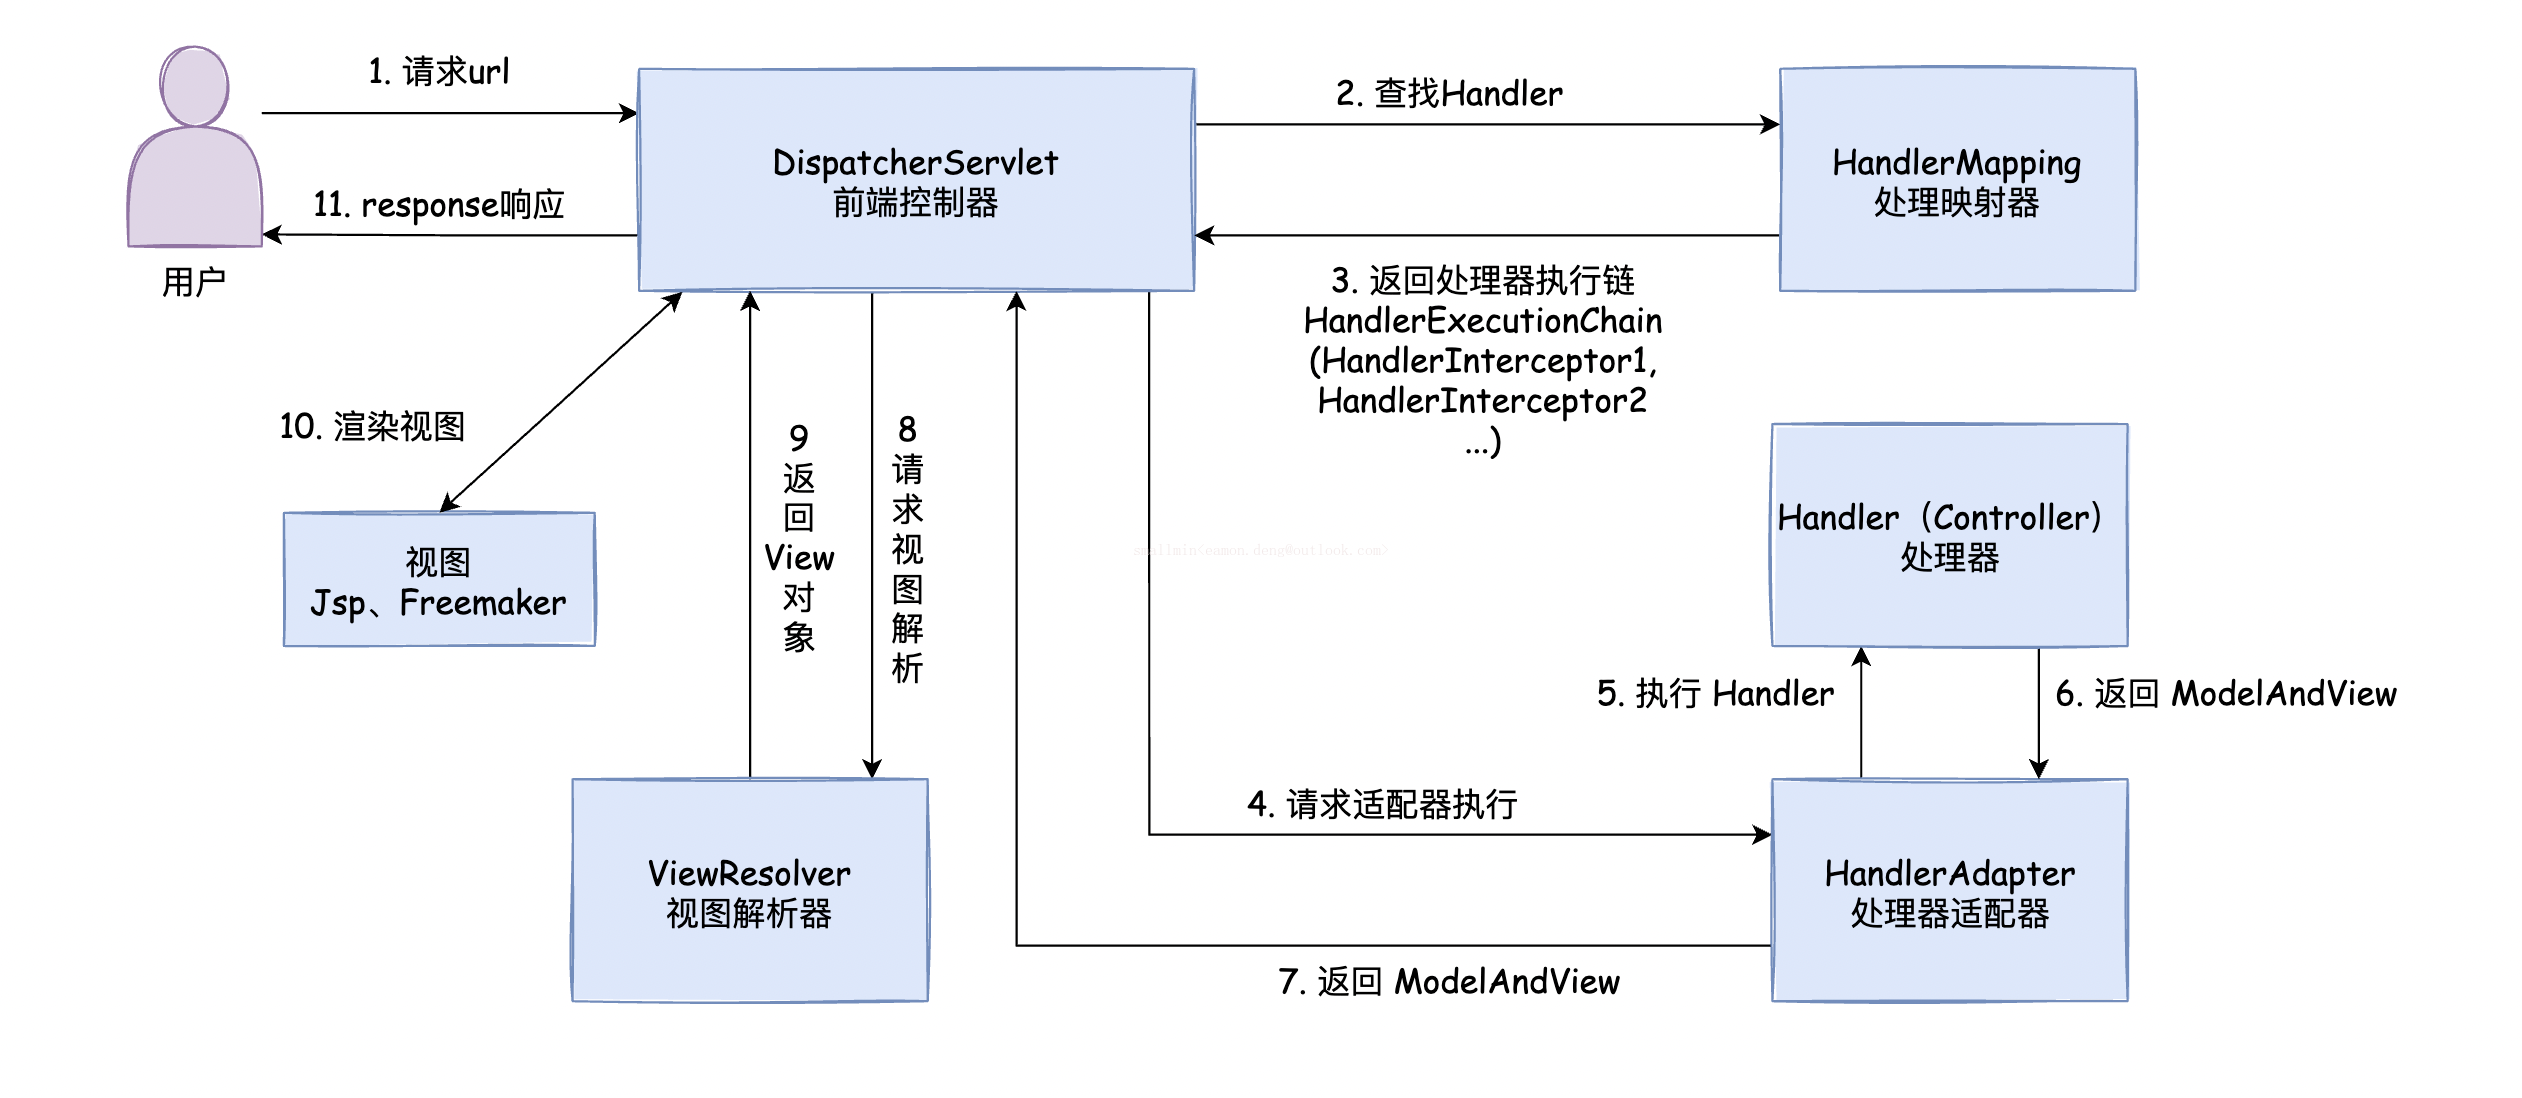 1. 请求url
2. 查找Handler
DispatcherServlet
前端控制器
HandlerMapping
处理映射器
11. response响应
用户
3. 返回处理器执行链
HandlerExecutionChain
(HandlerInterceptor1,
HandlerInterceptor2
...)
10. 渲染视图
9
返
回
View
对
象
8
请
求
视
图
解
析
Handler（Controller）
处理器
smallmin<eamon.deng@outlook.com>
视图
Jsp、Freemaker
5. 执行 Handler
6. 返回 ModelAndView
4. 请求适配器执行
ViewResolver
视图解析器
HandlerAdapter
处理器适配器
7. 返回 ModelAndView